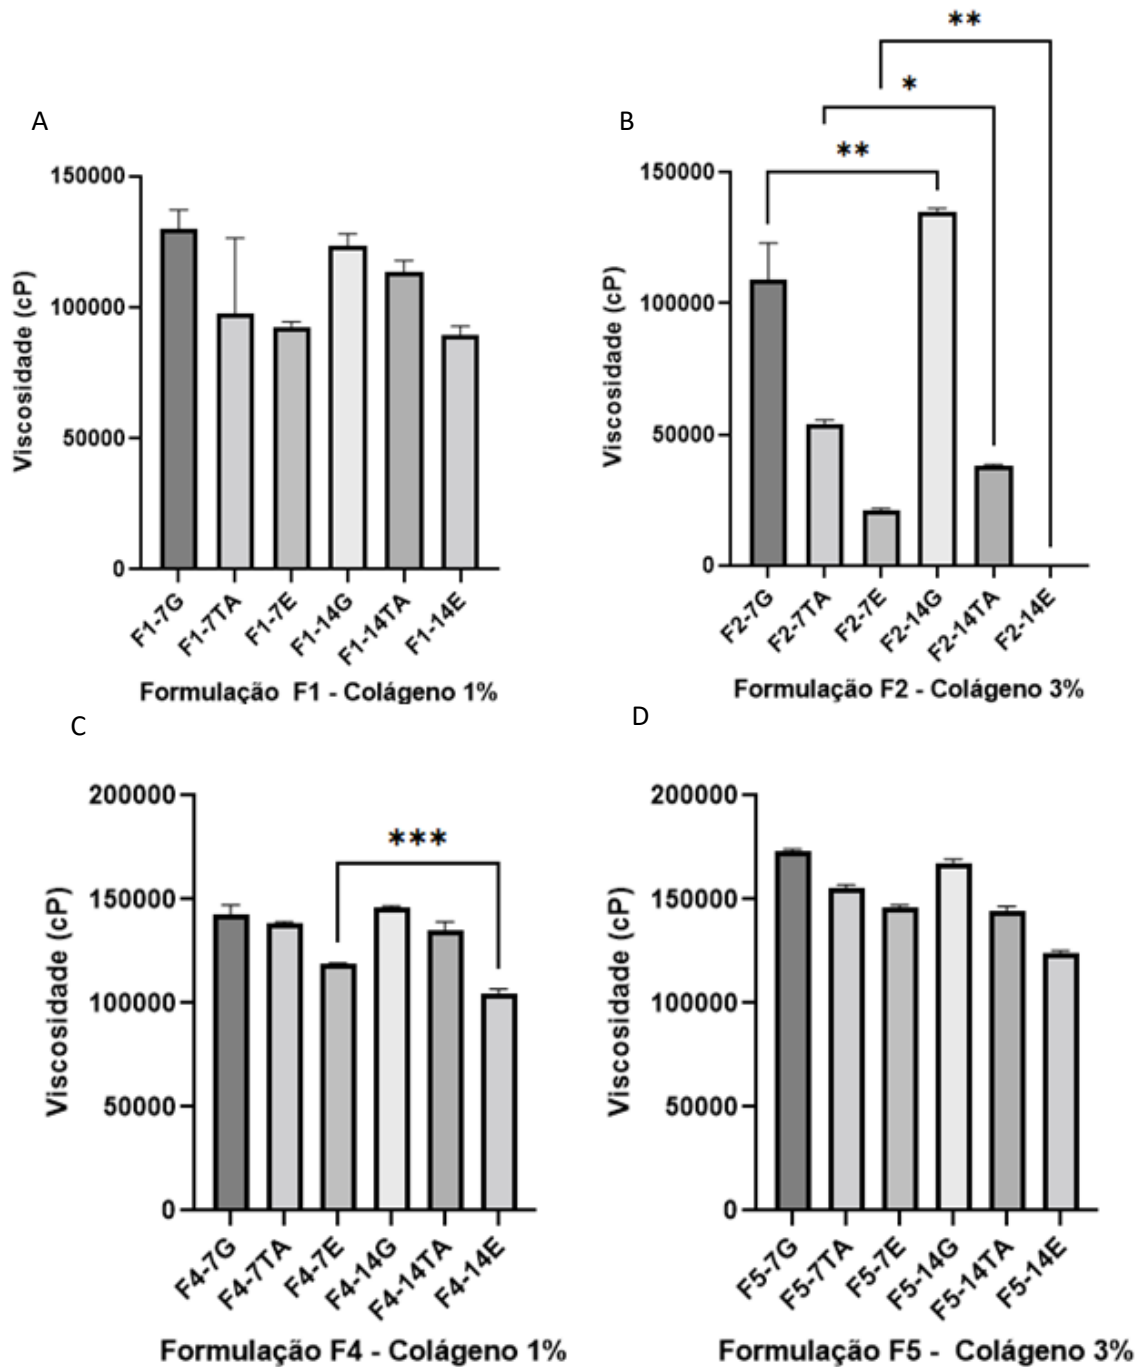 A
Viscosidade (cP)
150000
100000
50000
0
F1-7G
F1-7TA
F1-7E
F1-14G
F1-14TA
F1-14E
Formulação F1 - Colágeno 1%
B
**
*
**
Viscosidade (cP)
150000
100000
50000
0
F2-7G
F2-7TA
F2-7E
F2-14G
F2-14TA
F2-14E
Formulação F2 - Colágeno 3%
C
***
Viscosidade (cP)
200000
150000
100000
50000
0
F4-7G
F4-7TA
F4-7E
F4-14G
F4-14TA
F4-14E
Formulação F4 - Colágeno 1%
D
Viscosidade (cP)
200000
150000
100000
50000
0
F5-7G
F5-7TA
F5-7E
F5-14G
F5-14TA
F5-14E
Formulação F5 - Colágeno 3%